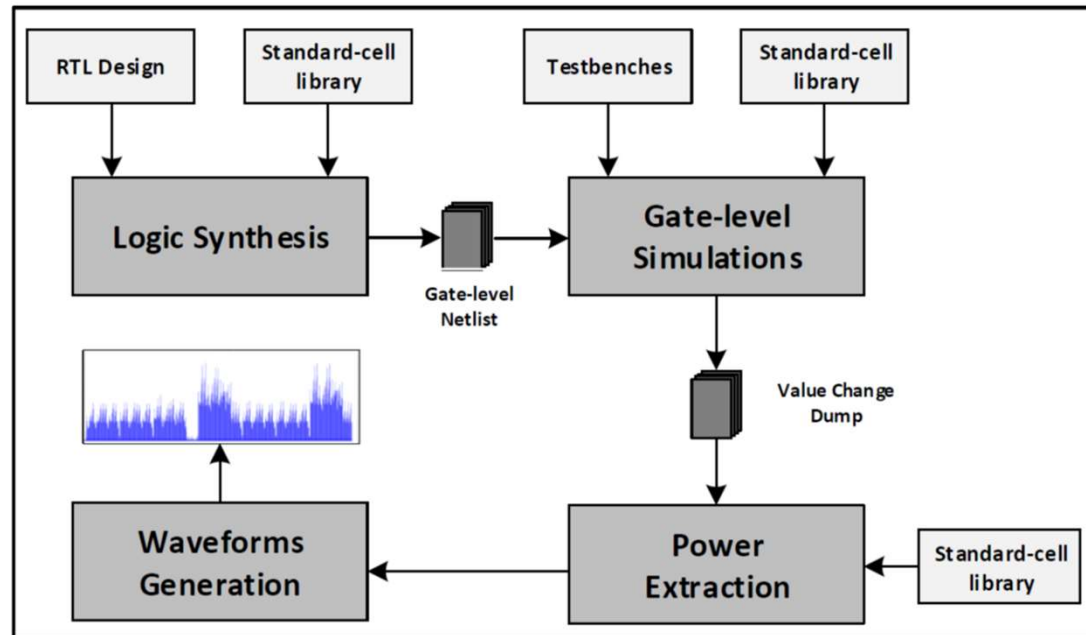 RTL Design
Standard-cell
library
Testbenches
Standard-cell
library
Logic Synthesis
Gate-level
Simulations
Gate-level
Netlist
Value Change
Dump
Waveforms
Generation
Power
Extraction
Standard-cell
library